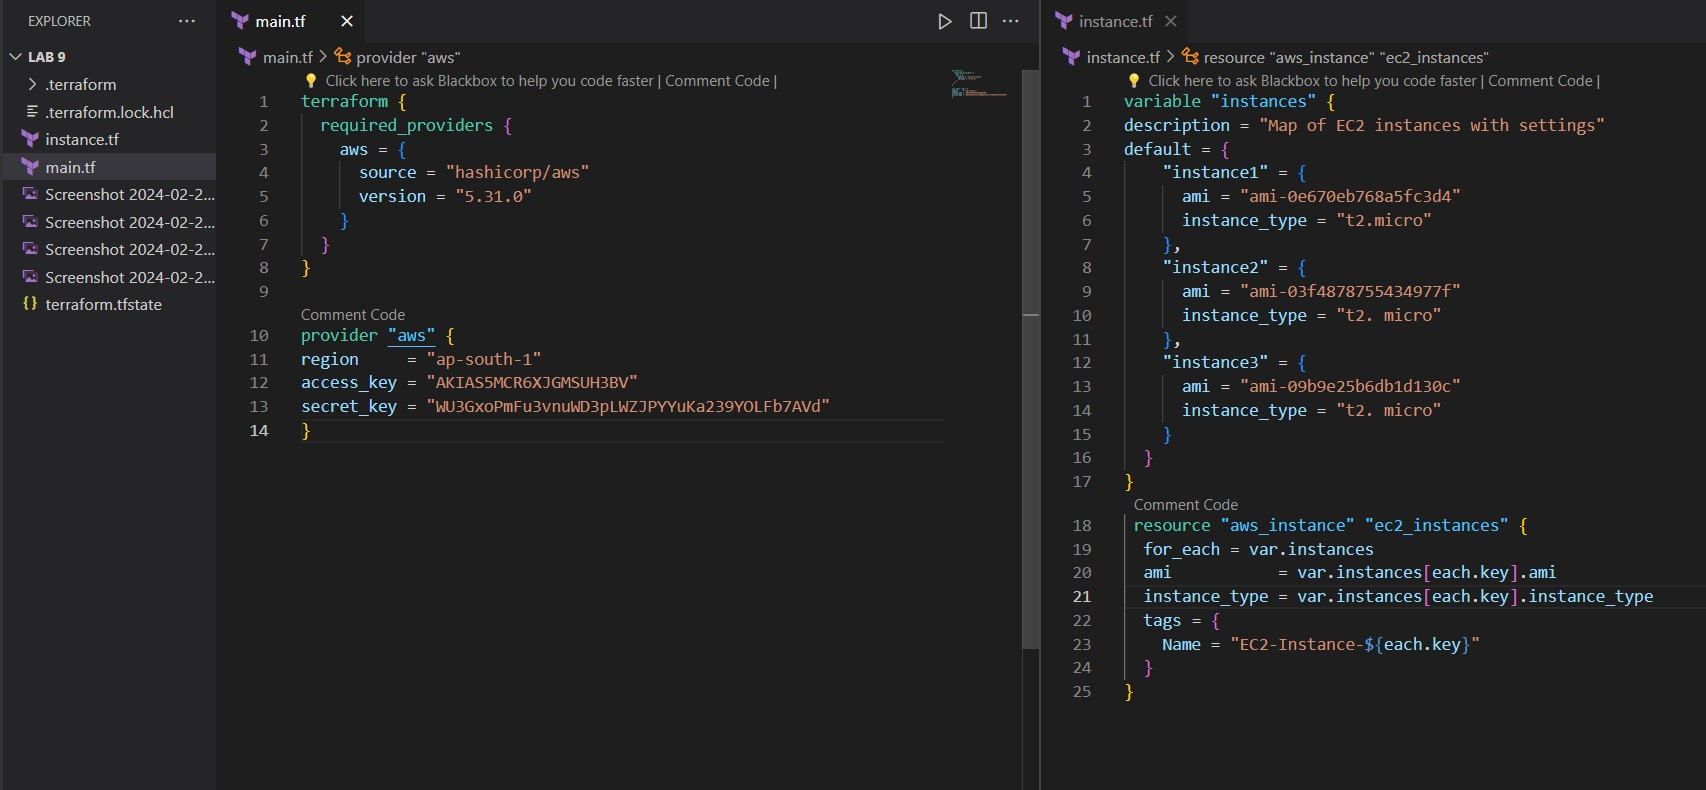 EXPLORER
LAB 9
.terraform
.terraform.lock.hcl
instance.tf
main.tf
Screenshot 2024-02-2...
Screenshot 2024-02-2...
Screenshot 2024-02-2...
Screenshot 2024-02-2...
{} terraform.tfstate
main.tf
main.tf > provider "aws"
Click here to ask Blackbox to help you code faster | Comment Code |
1 terraform {
2 required_providers {
3 aws = {
4 source = "hashicorp/aws"
5 version = "5.31.0"
6 }
7 }
8 }
9
Comment Code
10 provider "aws" {
11 region     = "ap-south-1"
12 access_key = "AKIAS5MCR6XJGMSUH3BV"
13 secret_key = "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"
14 }
instance.tf
instance.tf > resource "aws_instance" "ec2_instances"
Click here to ask Blackbox to help you code faster | Comment Code |
1 variable "instances" {
2 description = "Map of EC2 instances with settings"
3 default = {
4 "instance1" = {
5 ami = "ami-0e670eb768a5fc3d4"
6 instance_type = "t2.micro"
7 },
8 "instance2" = {
9 ami = "ami-03f4878755434977f"
10 instance_type = "t2. micro"
11 },
12 "instance3" = {
13 ami = "ami-09b9e25b6db1d130c"
14 instance_type = "t2. micro"
15 }
16 }
17 }
Comment Code
18 resource "aws_instance" "ec2_instances" {
19 for_each = var.instances
20 ami           = var.instances[each.key].ami
21 instance_type = var.instances[each.key].instance_type
22 tags = {
23 Name = "EC2-Instance-${each.key}"
24 }
25 }